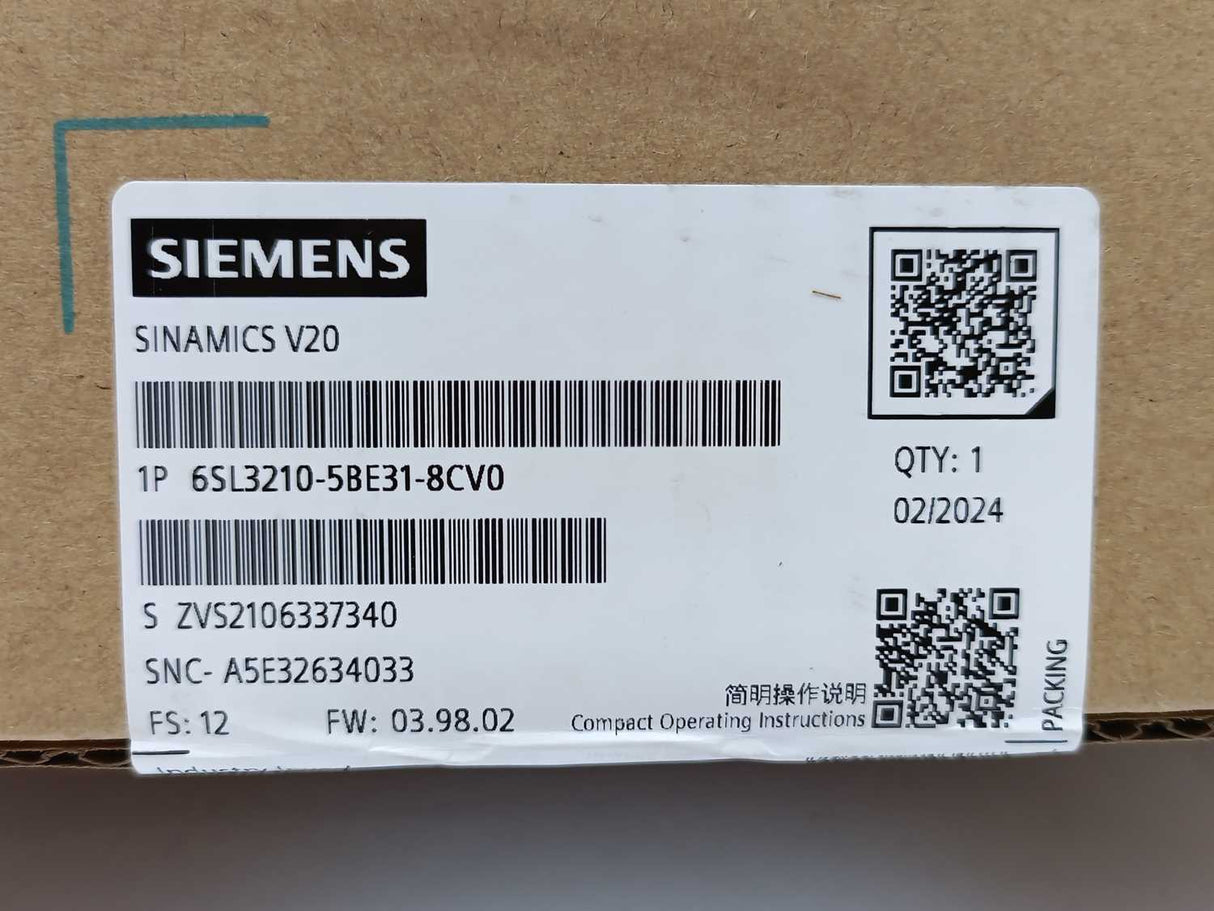 SIEMENS
SINAMICS V20
1P 6SL3210-5BE31-8CV0
QTY: 1
02/2024
S ZVS2106337340
SNC- A5E32634033
FS: 12 FW: 03.98.02
简明操作说明
Compact Operating Instructions
PACKING